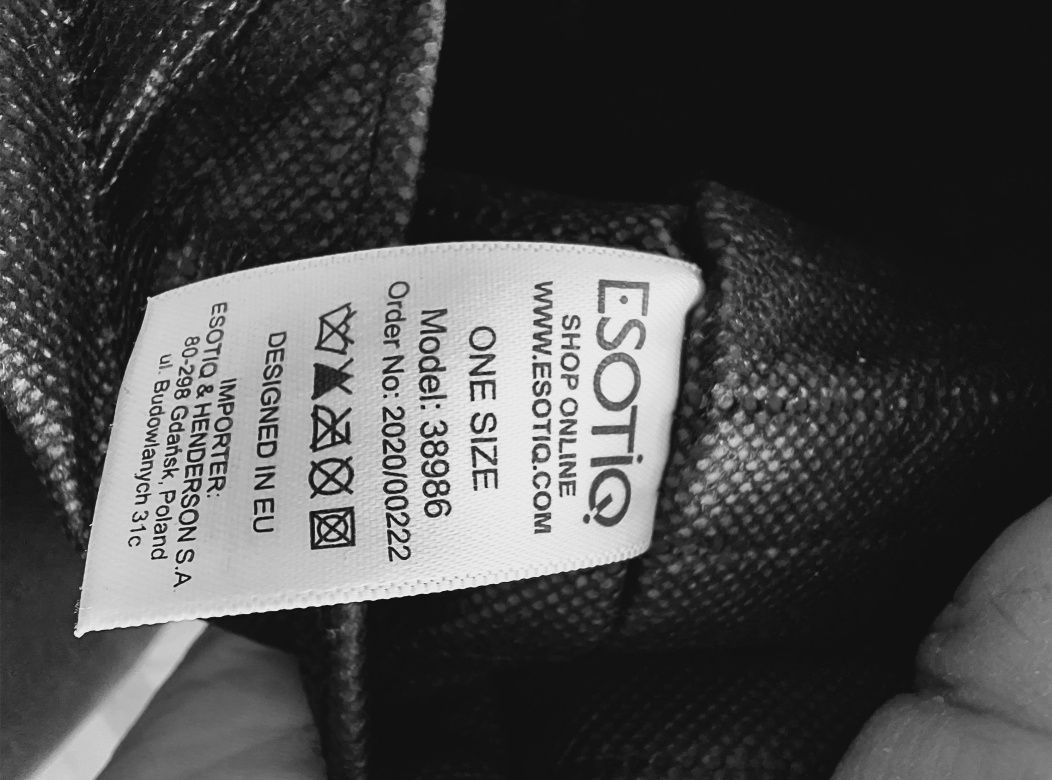 ESOTIQ
SHOP ONLINE
WWW.ESOTIQ.COM
ONE SIZE
Model: 38986
Order No: 2020/00222
DESIGNED IN EU
IMPORTER:
ESOTIQ & HENDERSON S.A
80-298 Gdańsk, Poland
ul. Budowlanych 31c